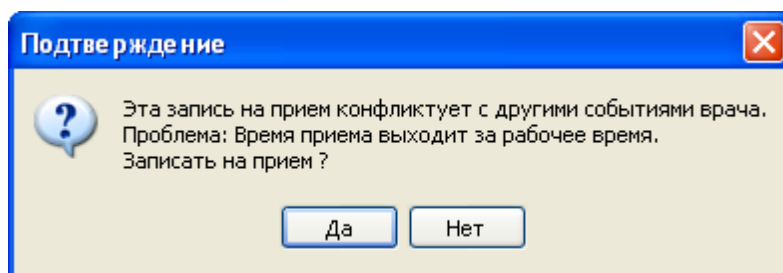 Подтверждение
Эта запись на прием конфликтует с другими событиями врача.
Проблема: Время приема выходит за рабочее время.
Записать на прием ?
Да Нет